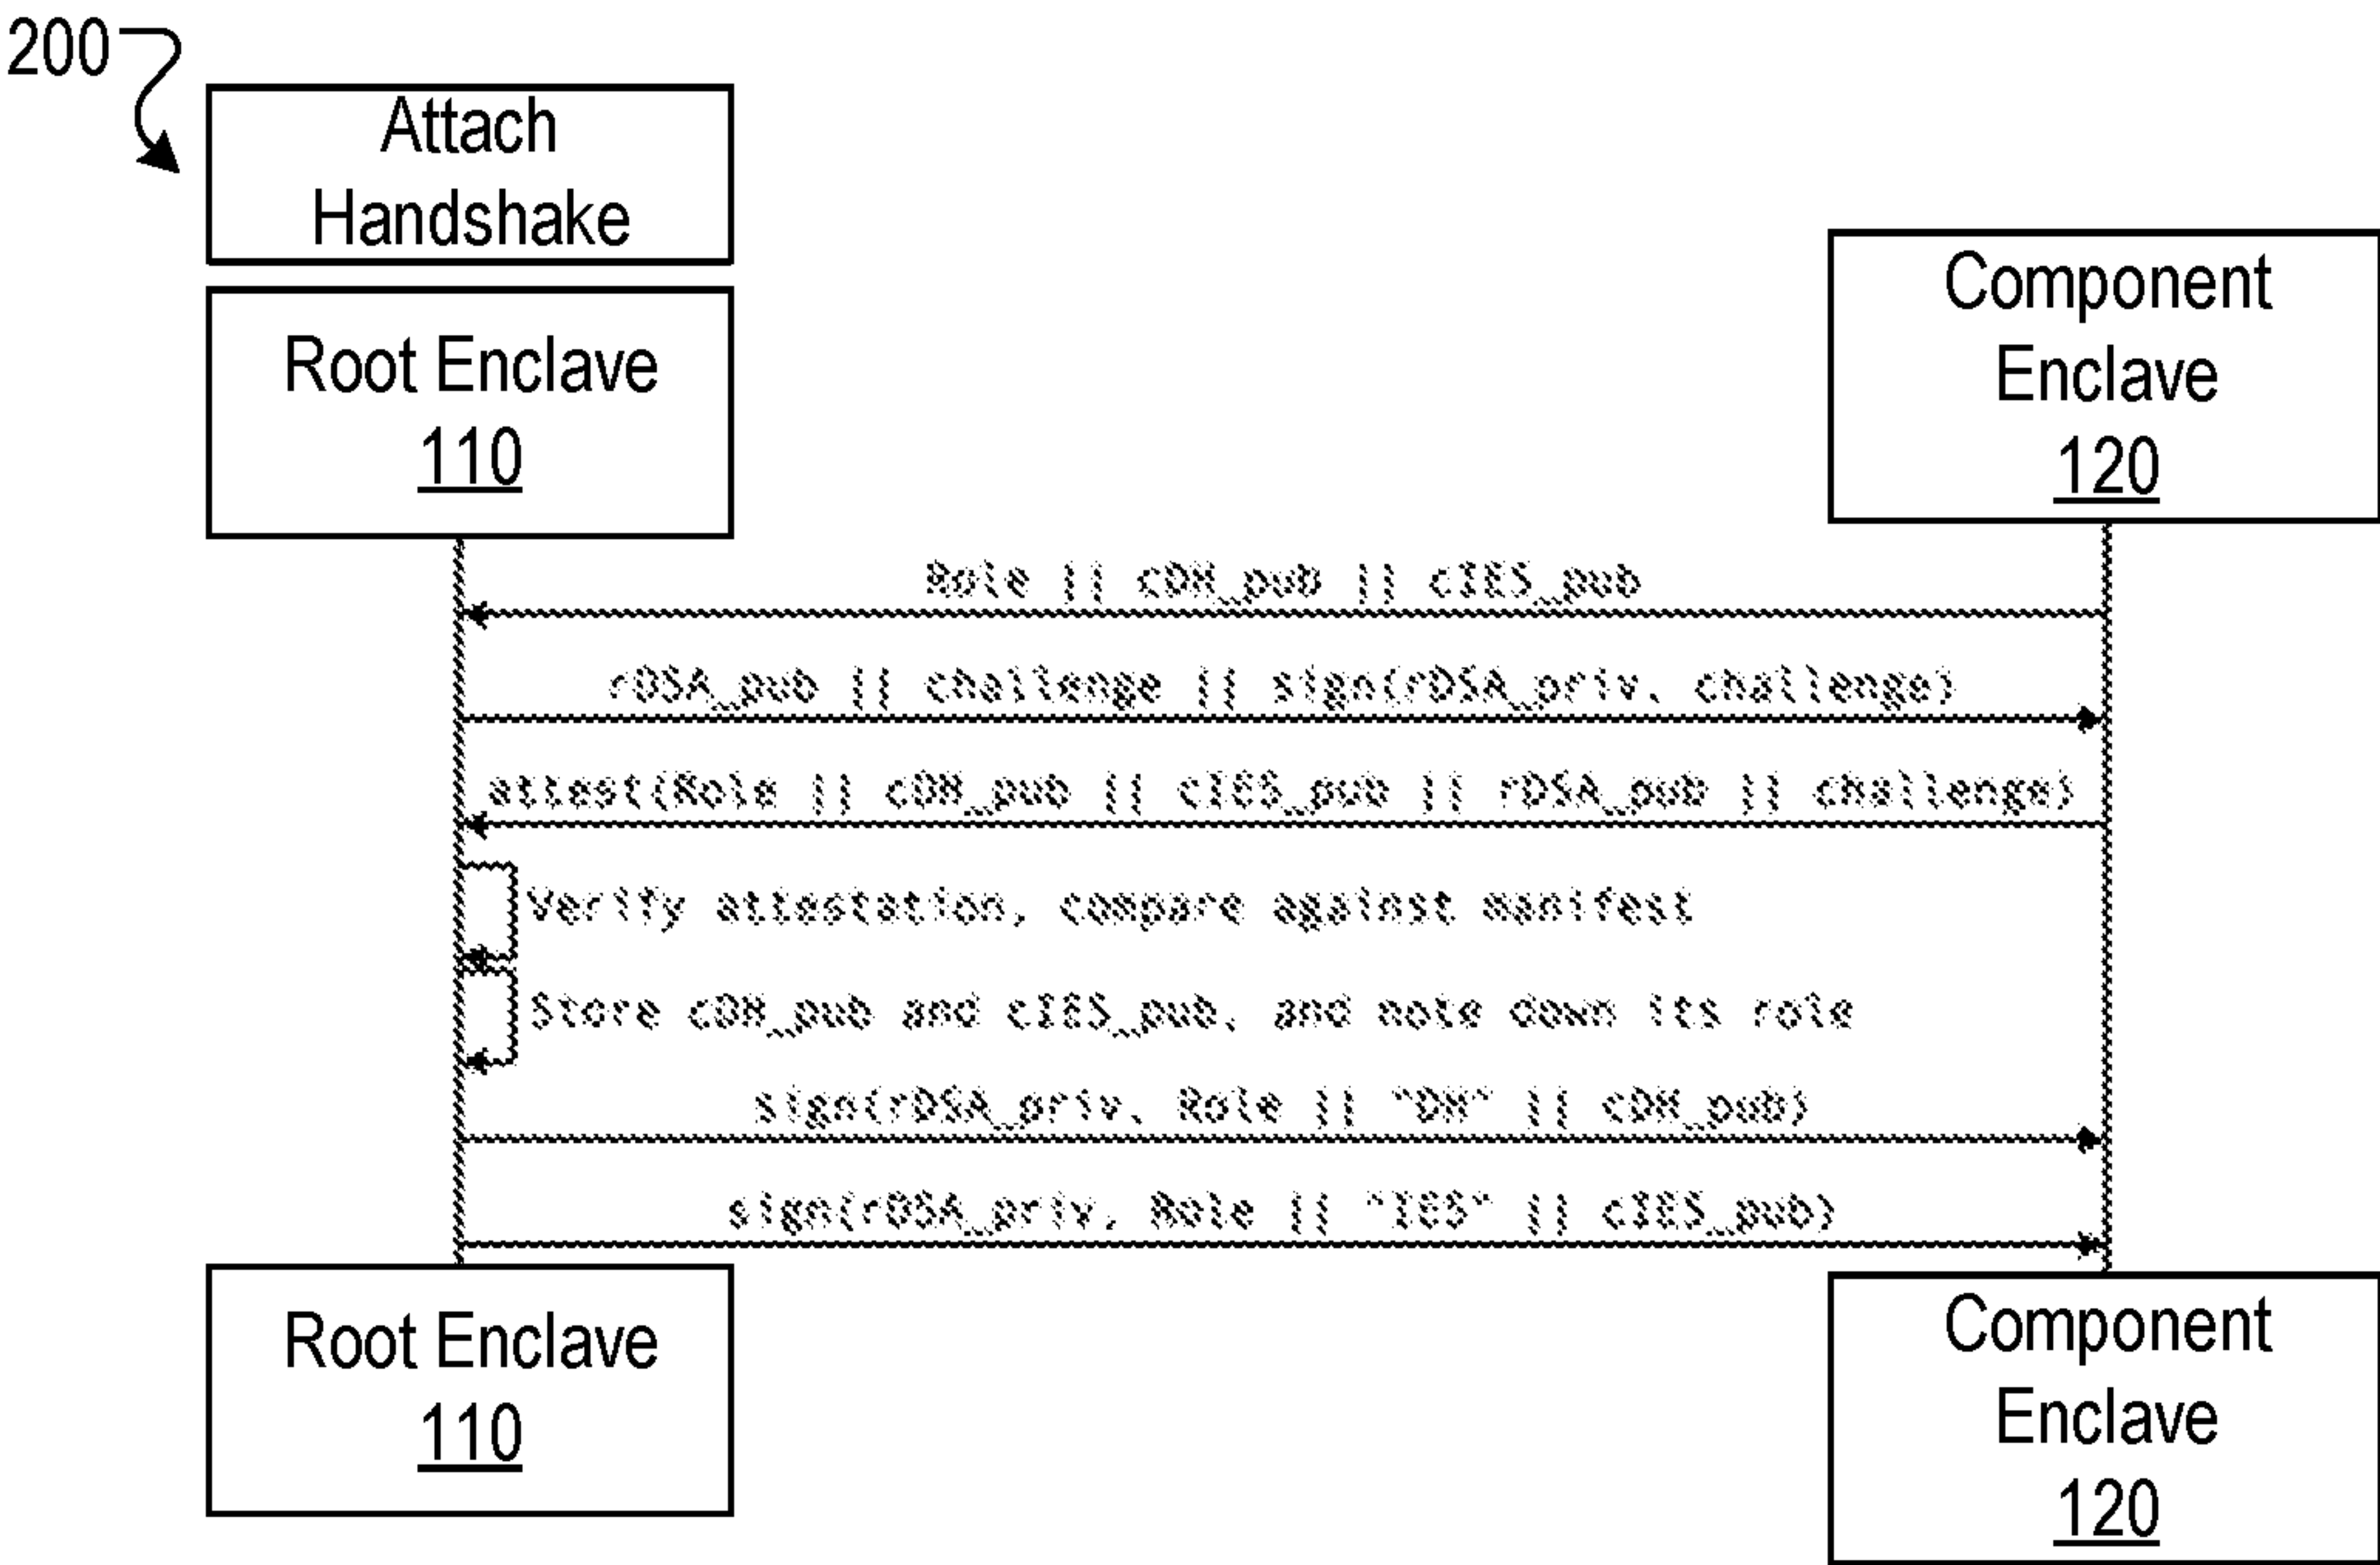 200
Attach
Handshake
Root Enclave
110
Component
Enclave
120
Role || cDH_pub || cIES_pub
rDSA_pub || challenge || sign(rDSA_priv, challenge)
attest(Role || cDH_pub || cIES_pub || rDSA_pub || challenge)
Verify attestation, compare against manifest
Store cDH_pub and cIES_pub, and note down its role
sign(rDSA_priv, Role || "DH" || cDH_pub)
sign(rDSA_priv, Role || "IES" || cIES_pub)
Root Enclave
110
Component
Enclave
120